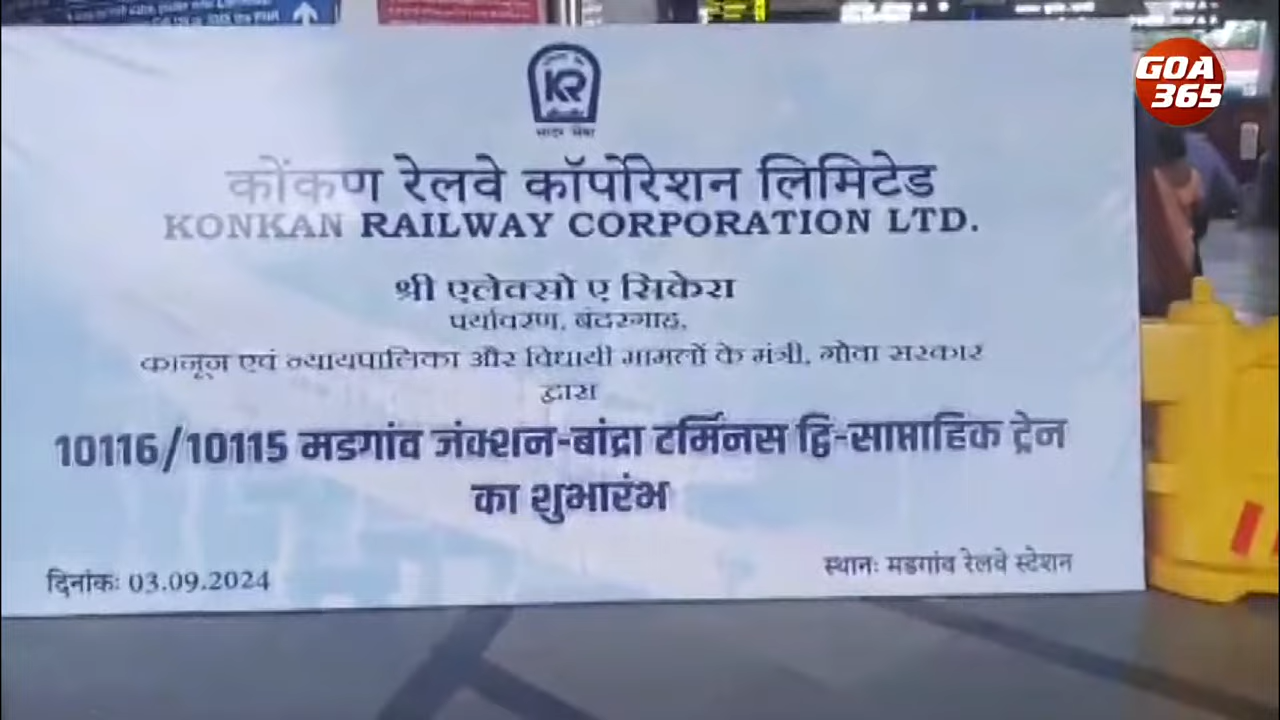 GOA
365
KR
कोंकण रेलवे कॉर्पोरेशन लिमिटेड
KONKAN RAILWAY CORPORATION LTD.
श्री एलेक्सो ए सिकेरा
पर्यावरण, बंदरगाह,
कानून एवं न्यायपालिका और विधायी मामलों के मंत्री, गोवा सरकार
द्वारा
10116/10115 मडगांव जंक्शन-बांद्रा टर्मिनस द्वि-साप्ताहिक ट्रेन
का शुभारंभ
दिनांकः 03.09.2024
स्थानः मडगांव रेलवे स्टेशन